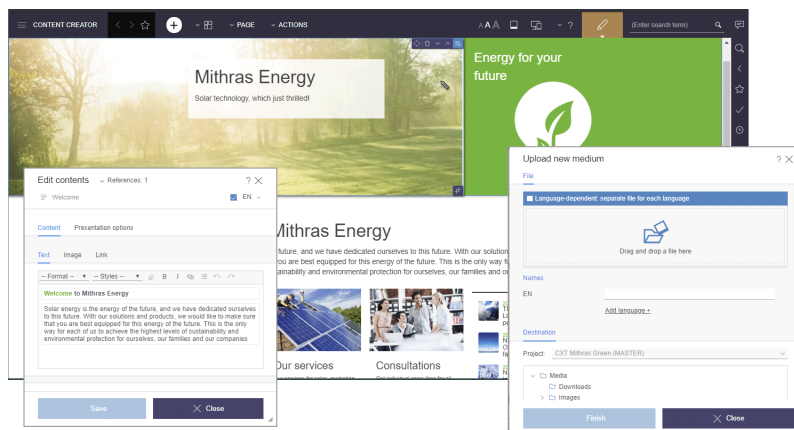 CONTENT CREATOR
PAGE
ACTIONS
A A A
?
(Enter search term)
Mithras Energy
Solar technology, which just thrilled!
Energy for your
future
Edit contents
References: 1
?
Welcome
EN
Content
Presentation options
Text
Image
Link
-- Format --
-- Styles --
B
I
Welcome to Mithras Energy
Solar energy is the energy of the future, and we have dedicated ourselves
to this future. With our solutions and products, we would like to make sure
that you are best equipped for this energy of the future. This is the only
way for each of us to achieve the highest levels of sustainability and
environmental protection for ourselves, our families and our companies
Save
Close
Mithras Energy
future, and we have dedicated ourselves to this future. With our solution
you are best equipped for this energy of the future. This is the only way f
ainability and environmental protection for ourselves, our families and o
Our services
Consultations
Upload new medium
?
File
Language-dependent: separate file for each language
Drag and drop a file here
Names
EN
Add language +
Destination
Project:
CXT Mithras Green (MASTER)
Media
Downloads
Images
Finish
Close